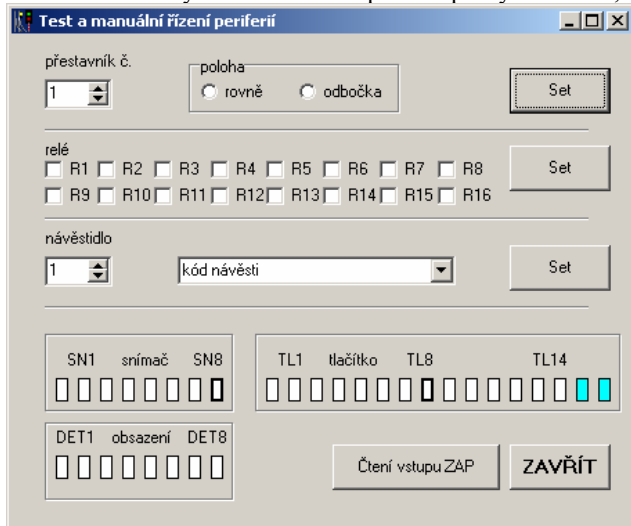 Test a manuální řízení periferií
přestavník č.
poloha
1
rovně odbočka
Set
relé
R1 R2 R3 R4 R5 R6 R7 R8
Set
R9 R10 R11 R12 R13 R14 R15 R16
návěstidlo
1
kód návěsti
Set
SN1 snímač SN8
TL1 tlačítko TL8 TL14
DET1 obsazení DET8
Čtení vstupu ZAP
ZAVŘÍT